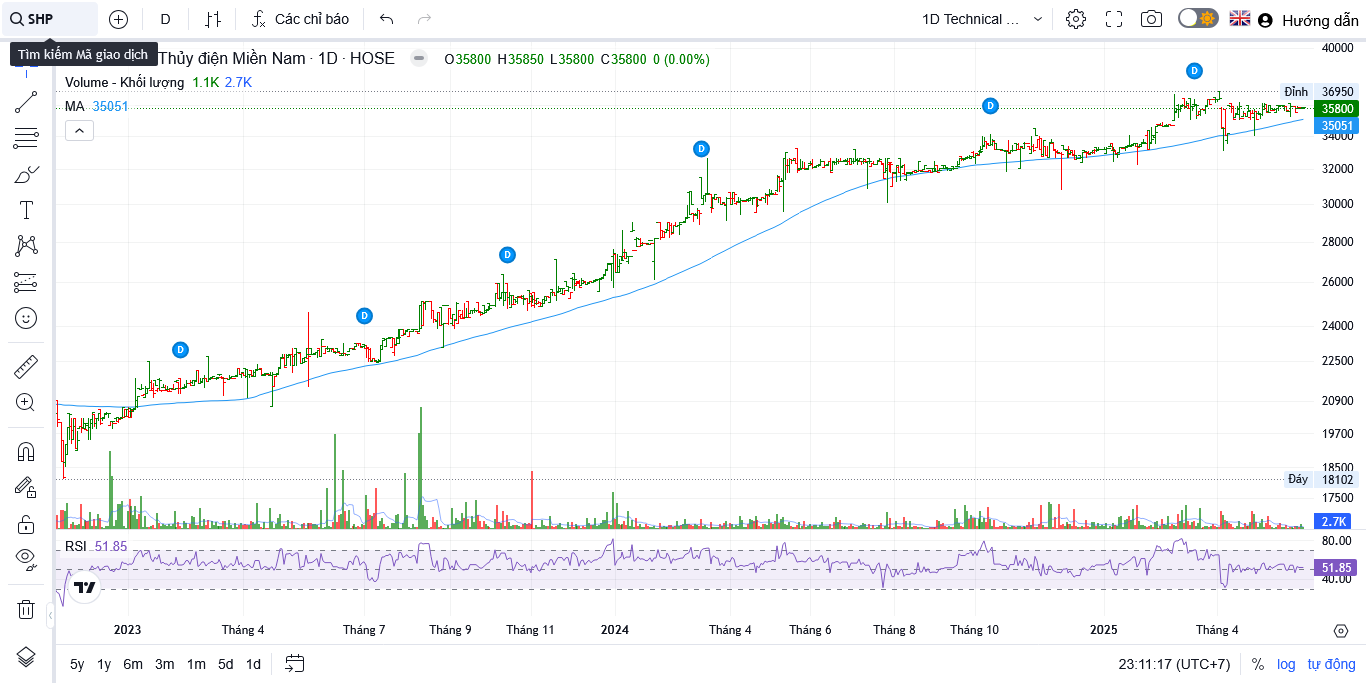 SHP
D
Các chỉ báo
1D Technical ...
Hướng dẫn
Tìm kiếm Mã giao dịch
Thủy điện Miền Nam · 1D · HOSE
O35800 H35850 L35800 C35800 0 (0.00%)
Volume - Khối lượng 1.1K 2.7K
MA 35051
D
D
D
D
D
D
40000
Đỉnh 36950
35800
35051
34000
32000
30000
28000
26000
24000
22500
20900
19700
18500
Đáy 18102
17500
2.7K
RSI 51.85
80.00
51.85
40.00
2023
Tháng 4
Tháng 7
Tháng 9
Tháng 11
2024
Tháng 4
Tháng 6
Tháng 8
Tháng 10
2025
Tháng 4
5y 1y 6m 3m 1m 5d 1d
23:11:17 (UTC+7)
% log tự động